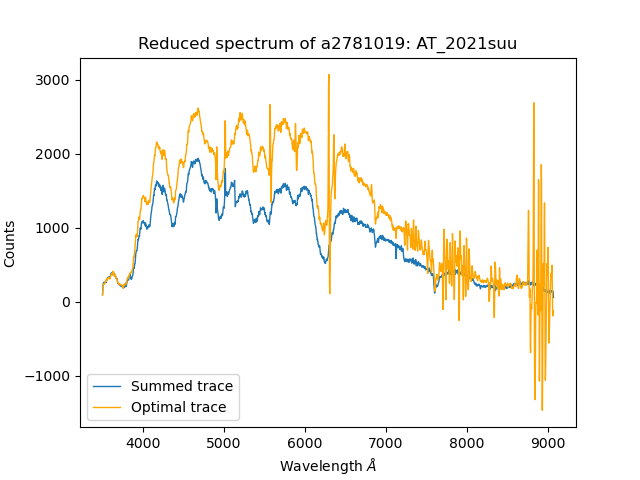 Reduced spectrum of a2781019: AT_2021suu
3000
2000
1000
0
−1000
Counts
Summed trace
Optimal trace
4000 5000 6000 7000 8000 9000
Wavelength Å